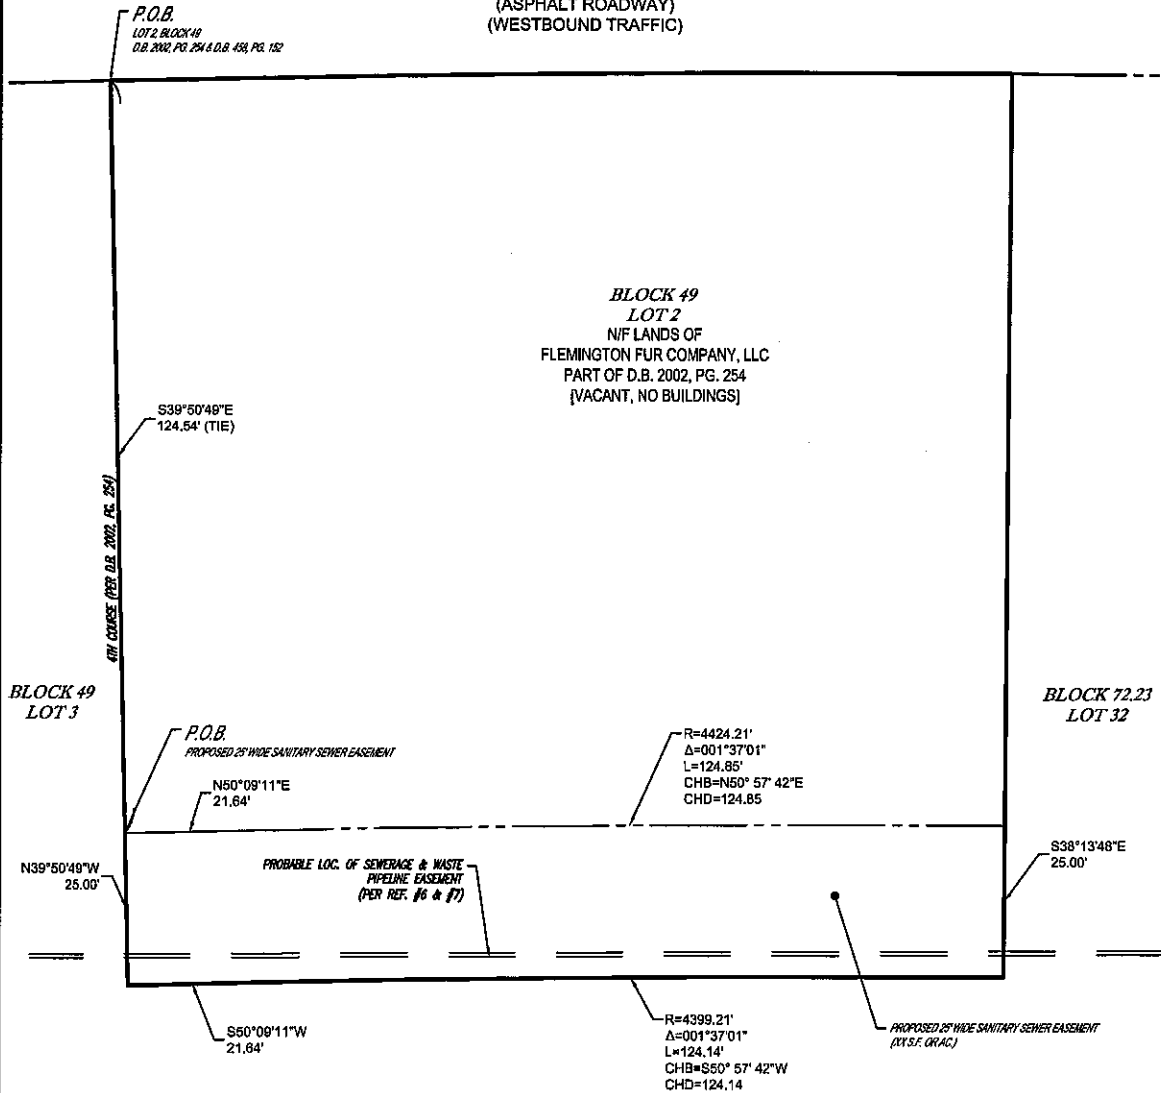 (ASPHALT ROADWAY)
(WESTBOUND TRAFFIC)
P.O.B.
LOT 2, BLOCK 49
D.B. 2002, PG. 254 & D.B. 459, PG. 152
BLOCK 49
LOT 2
N/F LANDS OF
FLEMINGTON FUR COMPANY, LLC
PART OF D.B. 2002, PG. 254
[VACANT, NO BUILDINGS]
S39°50'49"E
124.54' (TIE)
4TH COURSE (PER D.B. 2002, PG. 254)
BLOCK 49
LOT 3
BLOCK 72.23
LOT 32
P.O.B.
PROPOSED 25' WIDE SANITARY SEWER EASEMENT
N50°09'11"E
21.64'
R=4424.21'
Δ=001°37'01"
L=124.85'
CHB=N50° 57' 42"E
CHD=124.85
N39°50'49"W
25.00'
PROBABLE LOC. OF SEWERAGE & WASTE
PIPELINE EASEMENT
(PER REF. #6 & #7)
S38°13'48"E
25.00'
S50°09'11"W
21.64'
R=4399.21'
Δ=001°37'01"
L=124.14'
CHB=S50° 57' 42"W
CHD=124.14
PROPOSED 25' WIDE SANITARY SEWER EASEMENT
(XX S.F. OR AC.)